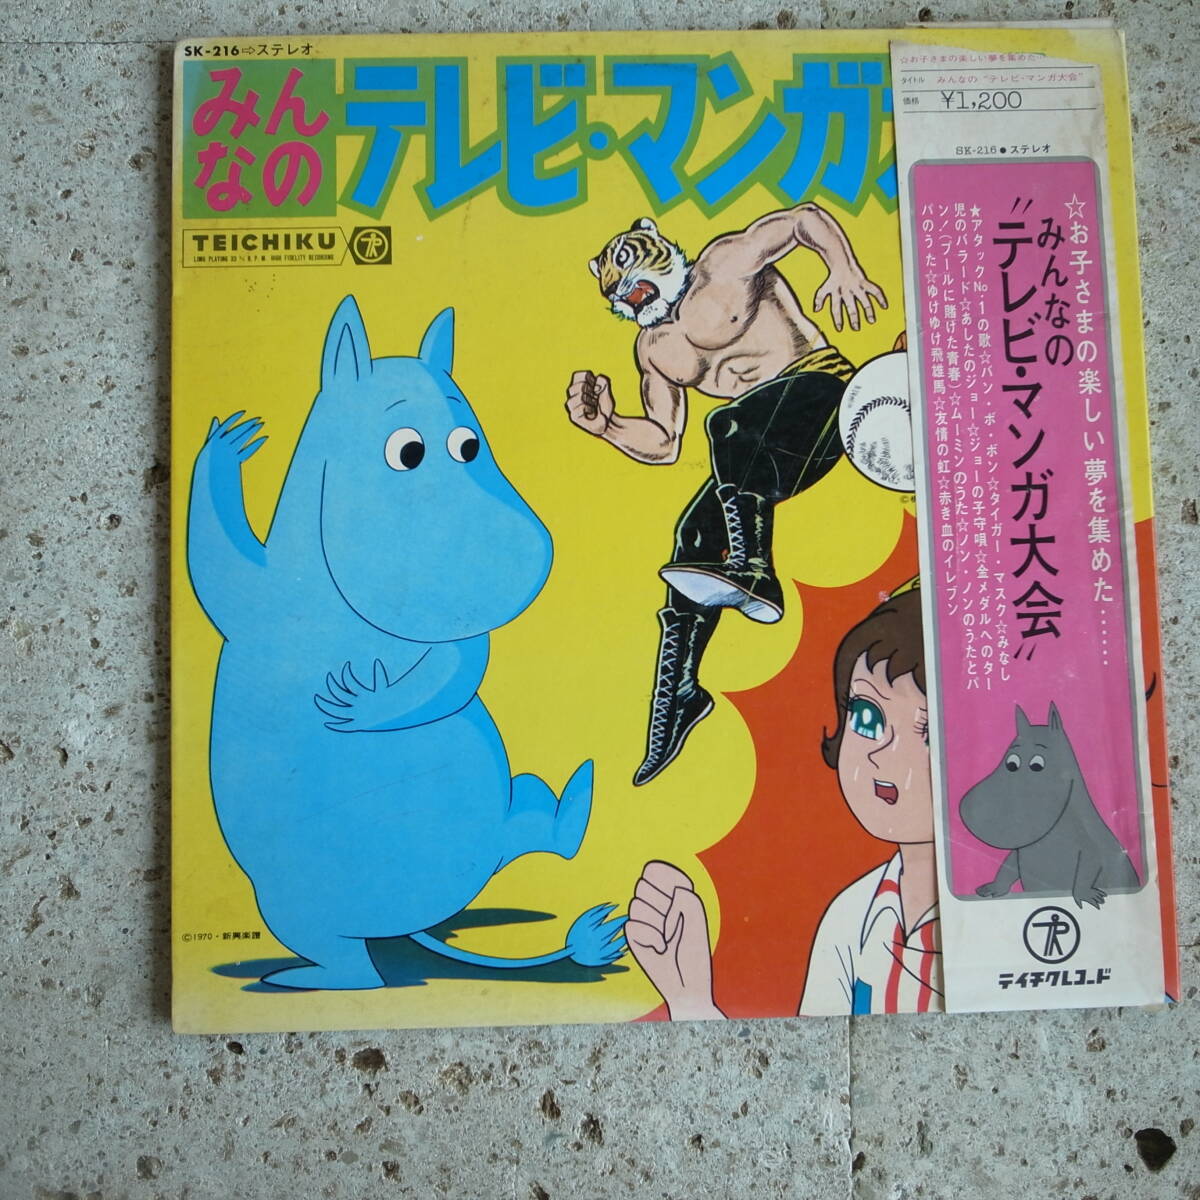 SK-216⇨ステレオ
みんなの
テレビ・マンガ
TEICHIKU
LONG PLAYING 33 ⅓ R.P.M. HIGH FIDELITY RECORDING
©1970・新興楽譜
☆お子さまの楽しい夢を集めた…
タイトル みんなの"テレビ・マンガ大会"
価格 ¥1,200
SK-216●ステレオ
☆お子さまの楽しい夢を集めた……
みんなの
"テレビ・マンガ大会"
★アタックNo.1の歌☆バン・ボ・ボン☆タイガー・マスク☆みなし
児のバラード☆あしたのジョー☆ジョーの子守唄☆金メダルへのター
ン!(プールに賭けた青春)☆ムーミンのうた☆ノン・ノンのうたとパ
パのうた☆ゆけゆけ飛雄馬☆友情の虹☆赤き血のイレブン
テイチクレコード